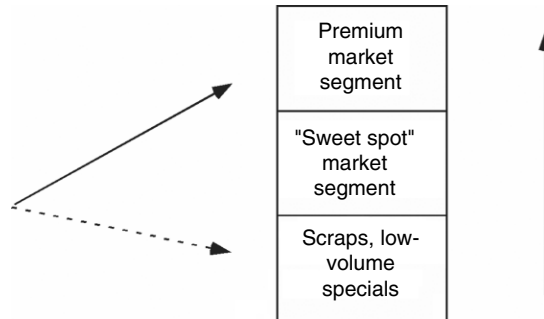 Premium
market
segment
"Sweet spot"
market
segment
Scraps, low-
volume
specials